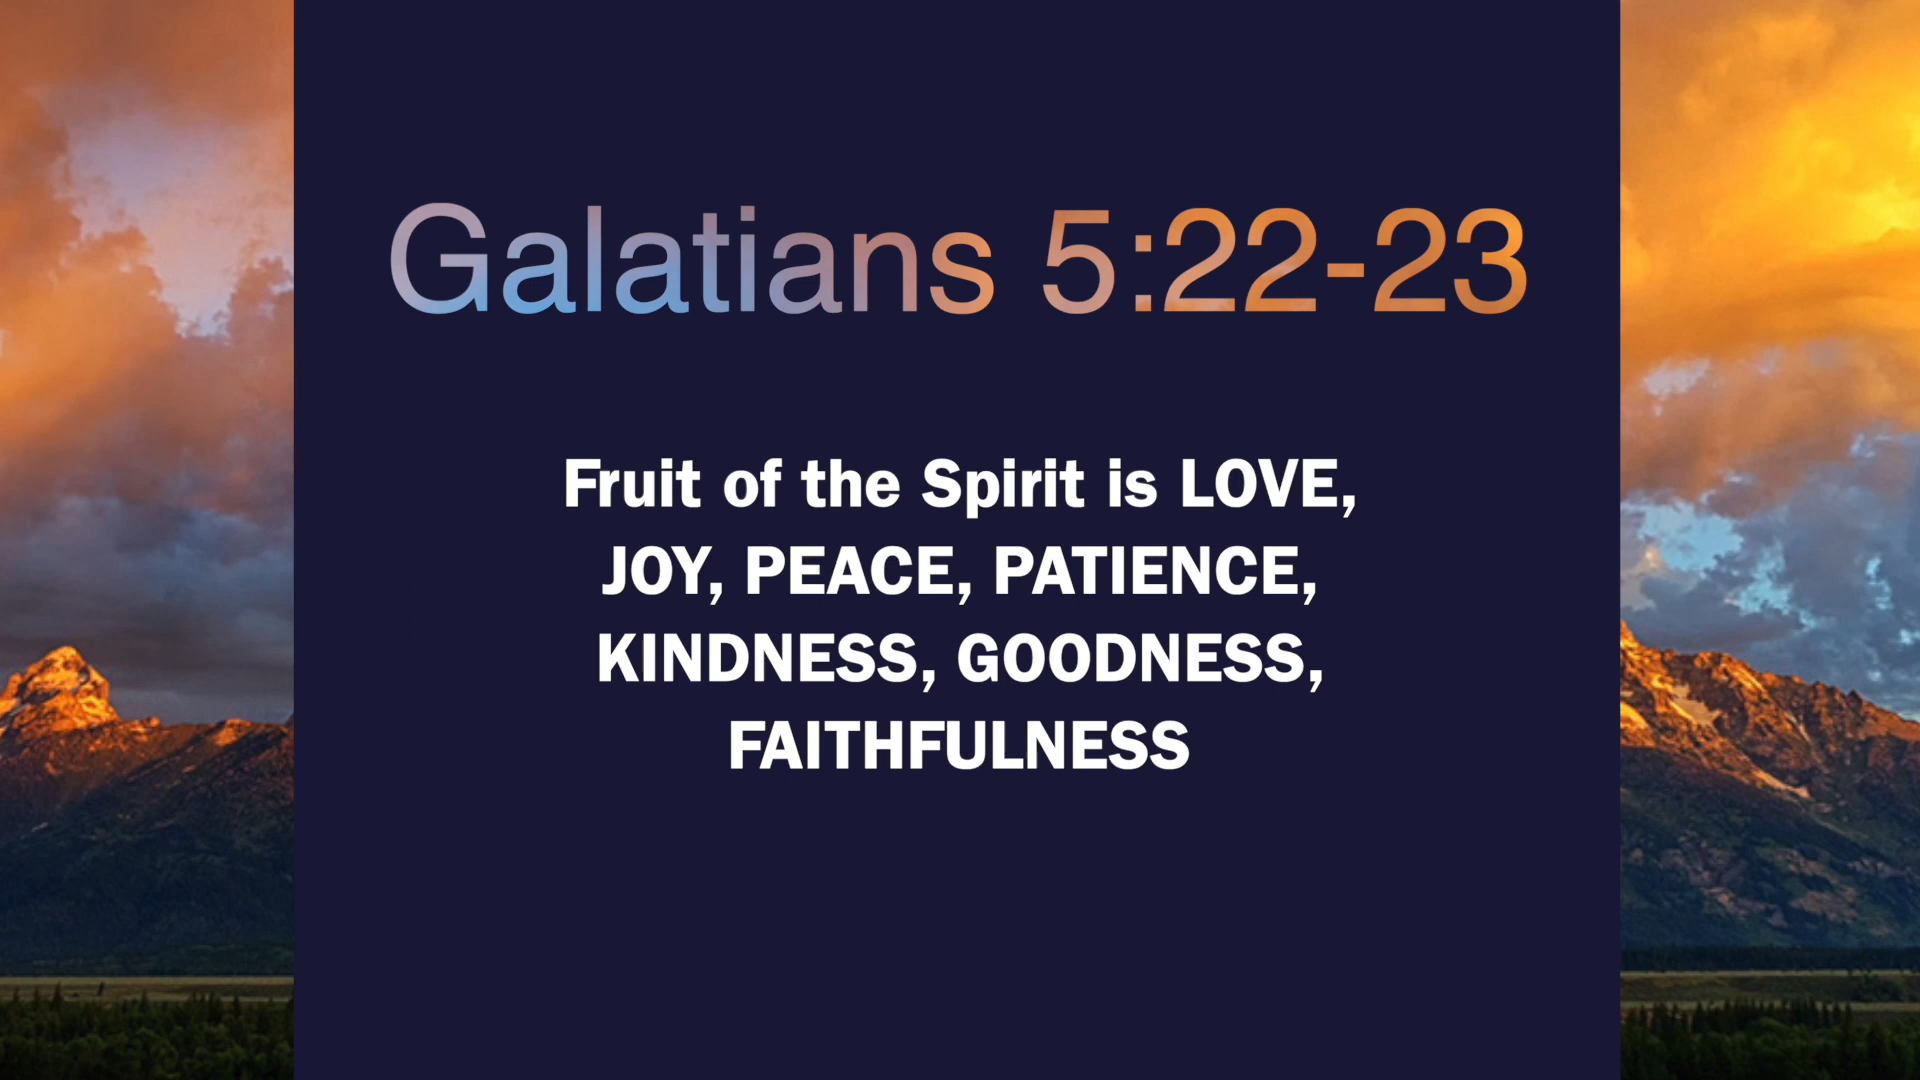 Galatians 5:22-23
Fruit of the Spirit is LOVE,
JOY, PEACE, PATIENCE,
KINDNESS, GOODNESS,
FAITHFULNESS